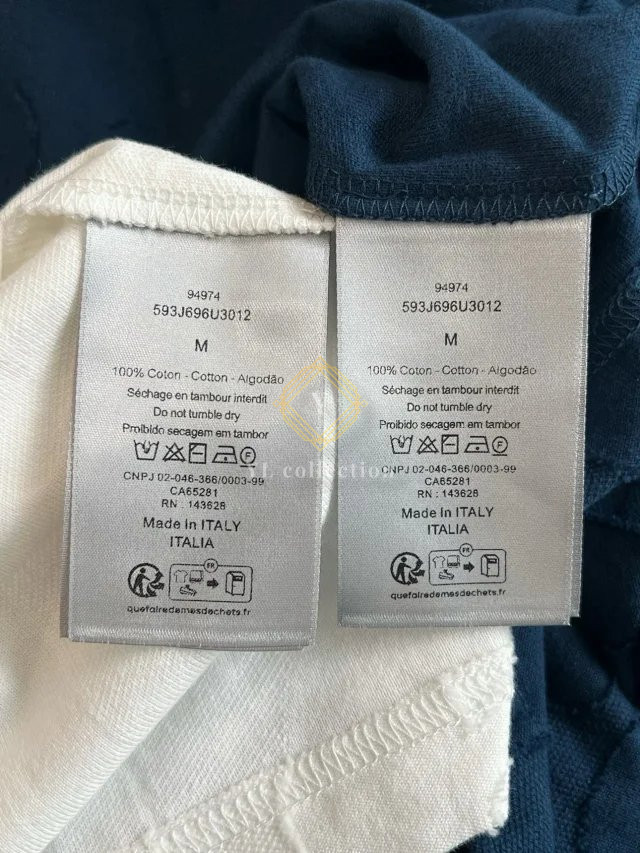 94974
593J696U3012
M
100% Coton - Cotton - Algodão
Séchage en tambour interdit
Do not tumble dry
Proibido secagem em tambor
CNPJ 02-046-366/0003-99
CA65281
RN : 143628
Made in ITALY
ITALIA
FR
quefairedemesdechets.fr
94974
593J696U3012
M
100% Coton - Cotton - Algodão
Séchage en tambour interdit
Do not tumble dry
Proibido secagem em tambor
CNPJ 02-046-366/0003-99
CA65281
RN : 143628
Made in ITALY
ITALIA
FR
quefairedemesdechets.fr
collection